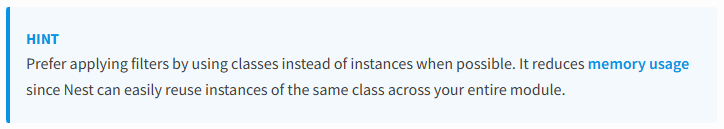 HINT
Prefer applying filters by using classes instead of instances when possible. It reduces memory usage
since Nest can easily reuse instances of the same class across your entire module.